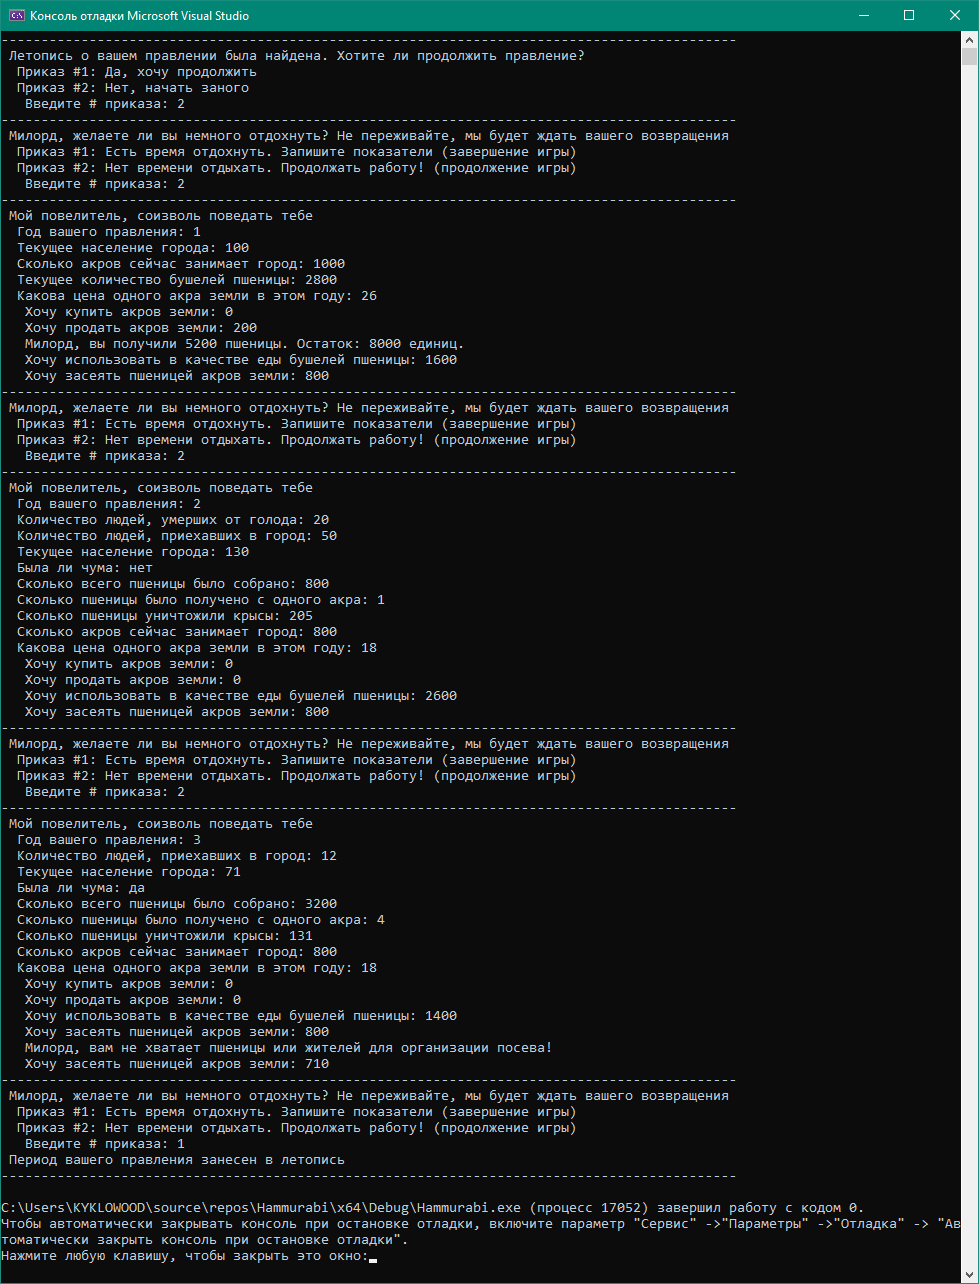 Консоль отладки Microsoft Visual Studio
--------------------------------------------------------------------------------------------
Летопись о вашем правлении была найдена. Хотите ли продолжить правление?
Приказ #1: Да, хочу продолжить
Приказ #2: Нет, начать заного
Введите # приказа: 2
--------------------------------------------------------------------------------------------
Милорд, желаете ли вы немного отдохнуть? Не переживайте, мы будет ждать вашего возвращения
Приказ #1: Есть время отдохнуть. Запишите показатели (завершение игры)
Приказ #2: Нет времени отдыхать. Продолжать работу! (продолжение игры)
Введите # приказа: 2
--------------------------------------------------------------------------------------------
Мой повелитель, соизволь поведать тебе
Год вашего правления: 1
Текущее население города: 100
Сколько акров сейчас занимает город: 1000
Текущее количество бушелей пшеницы: 2800
Какова цена одного акра земли в этом году: 26
Хочу купить акров земли: 0
Хочу продать акров земли: 200
Милорд, вы получили 5200 пшеницы. Остаток: 8000 единиц.
Хочу использовать в качестве еды бушелей пшеницы: 1600
Хочу засеять пшеницей акров земли: 800
--------------------------------------------------------------------------------------------
Милорд, желаете ли вы немного отдохнуть? Не переживайте, мы будет ждать вашего возвращения
Приказ #1: Есть время отдохнуть. Запишите показатели (завершение игры)
Приказ #2: Нет времени отдыхать. Продолжать работу! (продолжение игры)
Введите # приказа: 2
--------------------------------------------------------------------------------------------
Мой повелитель, соизволь поведать тебе
Год вашего правления: 2
Количество людей, умерших от голода: 20
Количество людей, приехавших в город: 50
Текущее население города: 130
Была ли чума: нет
Сколько всего пшеницы было собрано: 800
Сколько пшеницы было получено с одного акра: 1
Сколько пшеницы уничтожили крысы: 205
Сколько акров сейчас занимает город: 800
Какова цена одного акра земли в этом году: 18
Хочу купить акров земли: 0
Хочу продать акров земли: 0
Хочу использовать в качестве еды бушелей пшеницы: 2600
Хочу засеять пшеницей акров земли: 800
--------------------------------------------------------------------------------------------
Милорд, желаете ли вы немного отдохнуть? Не переживайте, мы будет ждать вашего возвращения
Приказ #1: Есть время отдохнуть. Запишите показатели (завершение игры)
Приказ #2: Нет времени отдыхать. Продолжать работу! (продолжение игры)
Введите # приказа: 2
--------------------------------------------------------------------------------------------
Мой повелитель, соизволь поведать тебе
Год вашего правления: 3
Количество людей, приехавших в город: 12
Текущее население города: 71
Была ли чума: да
Сколько всего пшеницы было собрано: 3200
Сколько пшеницы было получено с одного акра: 4
Сколько пшеницы уничтожили крысы: 131
Сколько акров сейчас занимает город: 800
Какова цена одного акра земли в этом году: 18
Хочу купить акров земли: 0
Хочу продать акров земли: 0
Хочу использовать в качестве еды бушелей пшеницы: 1400
Хочу засеять пшеницей акров земли: 800
Милорд, вам не хватает пшеницы или жителей для организации посева!
Хочу засеять пшеницей акров земли: 710
--------------------------------------------------------------------------------------------
Милорд, желаете ли вы немного отдохнуть? Не переживайте, мы будет ждать вашего возвращения
Приказ #1: Есть время отдохнуть. Запишите показатели (завершение игры)
Приказ #2: Нет времени отдыхать. Продолжать работу! (продолжение игры)
Введите # приказа: 1
Период вашего правления занесен в летопись
--------------------------------------------------------------------------------------------
C:\Users\KYKLOWOOD\source\repos\Hammurabi\x64\Debug\Hammurabi.exe (процесс 17052) завершил работу с кодом 0.
Чтобы автоматически закрывать консоль при остановке отладки, включите параметр "Сервис" ->"Параметры" ->"Отладка" -> "Ав
томатически закрыть консоль при остановке отладки".
Нажмите любую клавишу, чтобы закрыть это окно: